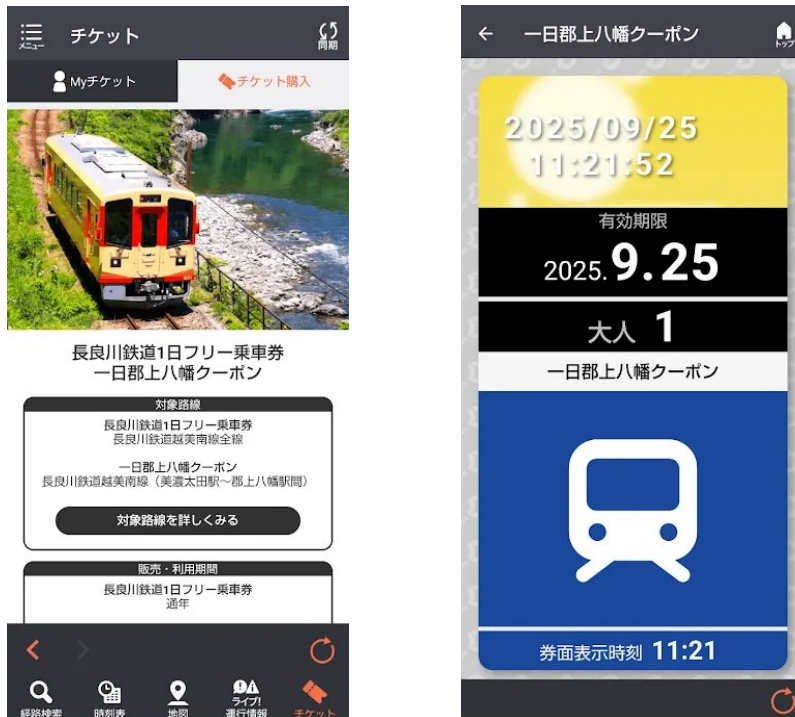 チケット
メニュー
同期
Myチケット
チケット購入
長良川鉄道1日フリー乗車券
一日郡上八幡クーポン
対象路線
長良川鉄道1日フリー乗車券
長良川鉄道越美南線全線
一日郡上八幡クーポン
長良川鉄道越美南線（美濃太田駅～郡上八幡駅間）
対象路線を詳しくみる
販売・利用期間
長良川鉄道1日フリー乗車券
通年
経路検索
時刻表
地図
ライブ!
運行情報
チケット
一日郡上八幡クーポン
トップ
2025/09/25
11:21:52
有効期限
2025.9.25
大人 1
一日郡上八幡クーポン
券面表示時刻 11:21